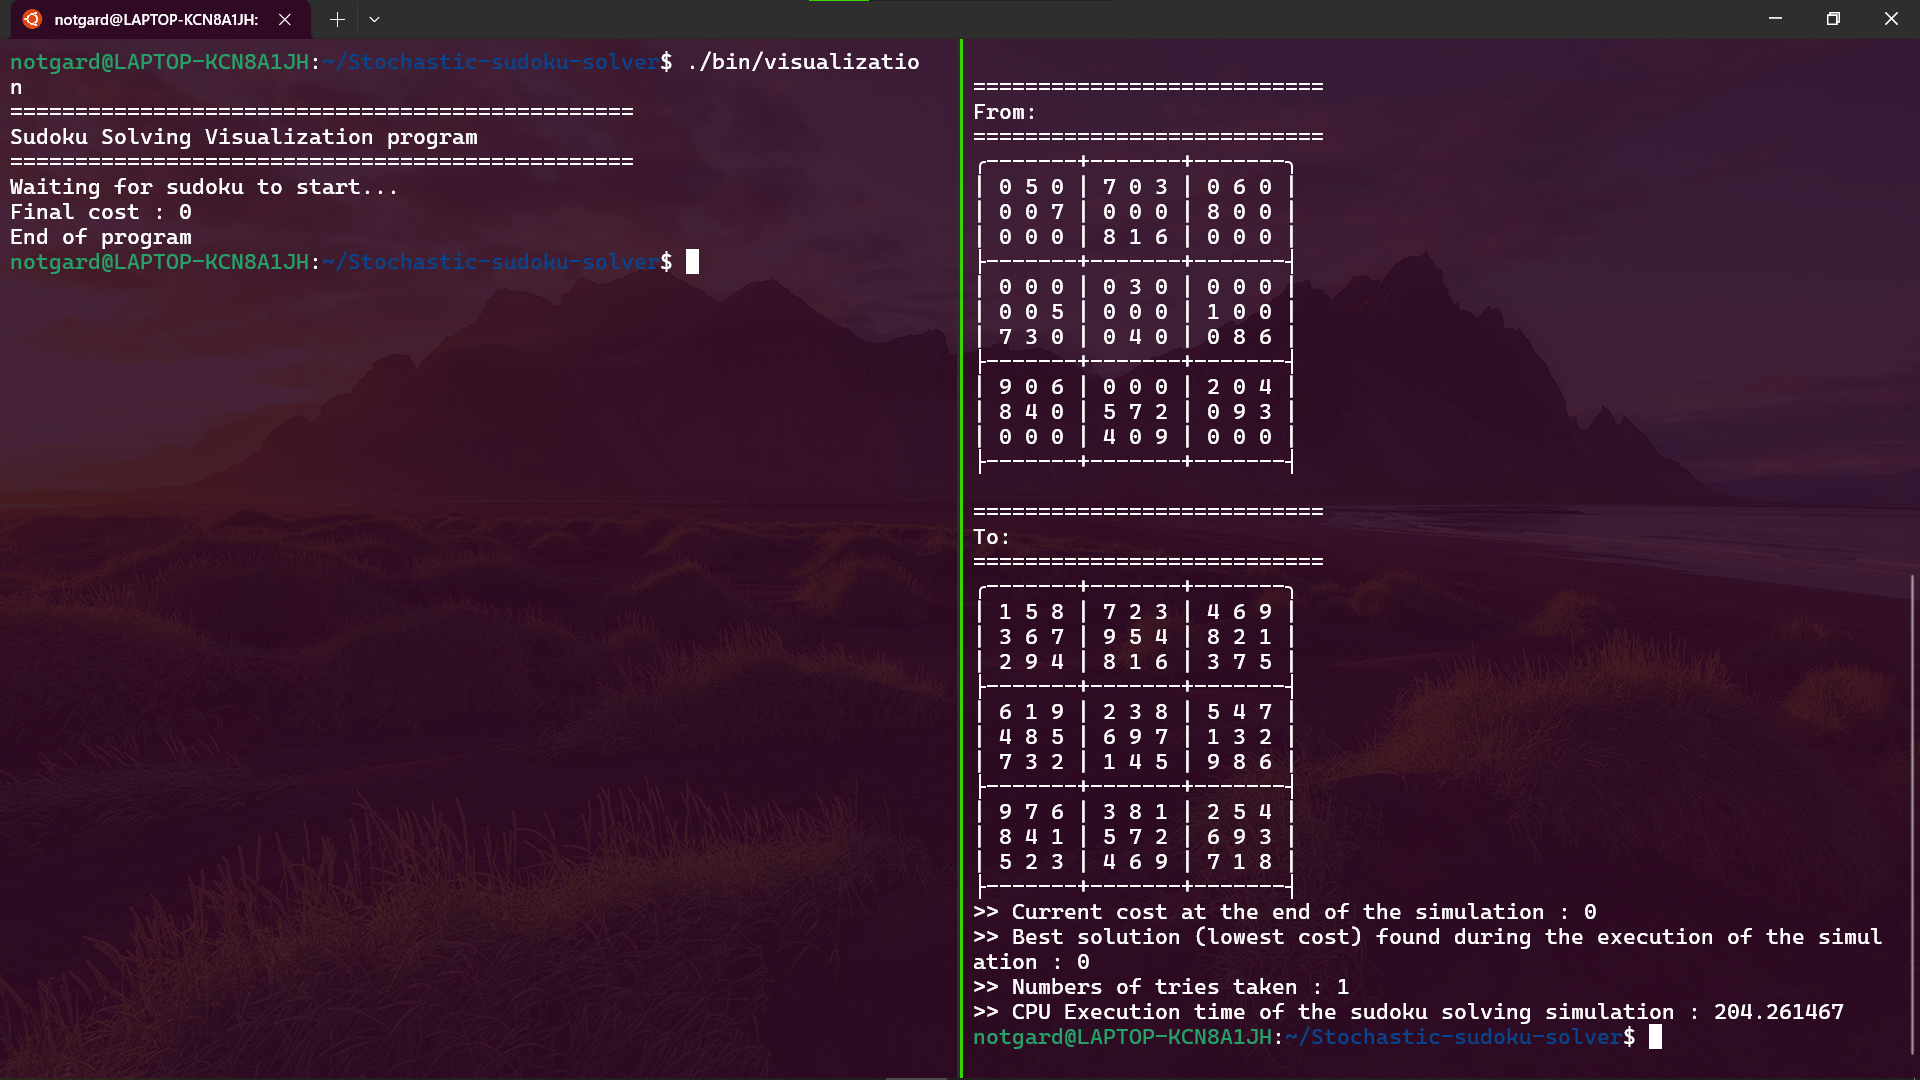 notgard@LAPTOP-KCN8A1JH:
notgard@LAPTOP-KCN8A1JH:~/Stochastic-sudoku-solver$ ./bin/visualizatio
n
================================================
Sudoku Solving Visualization program
================================================
Waiting for sudoku to start...
Final cost : 0
End of program
notgard@LAPTOP-KCN8A1JH:~/Stochastic-sudoku-solver$
===========================
From:
===========================
╭-------+-------+-------╮
| 0 5 0 | 7 0 3 | 0 6 0 |
| 0 0 7 | 0 0 0 | 8 0 0 |
| 0 0 0 | 8 1 6 | 0 0 0 |
├-------+-------+-------┤
| 0 0 0 | 0 3 0 | 0 0 0 |
| 0 0 5 | 0 0 0 | 1 0 0 |
| 7 3 0 | 0 4 0 | 0 8 6 |
├-------+-------+-------┤
| 9 0 6 | 0 0 0 | 2 0 4 |
| 8 4 0 | 5 7 2 | 0 9 3 |
| 0 0 0 | 4 0 9 | 0 0 0 |
├-------+-------+-------┤
===========================
To:
===========================
╭-------+-------+-------╮
| 1 5 8 | 7 2 3 | 4 6 9 |
| 3 6 7 | 9 5 4 | 8 2 1 |
| 2 9 4 | 8 1 6 | 3 7 5 |
├-------+-------+-------┤
| 6 1 9 | 2 3 8 | 5 4 7 |
| 4 8 5 | 6 9 7 | 1 3 2 |
| 7 3 2 | 1 4 5 | 9 8 6 |
├-------+-------+-------┤
| 9 7 6 | 3 8 1 | 2 5 4 |
| 8 4 1 | 5 7 2 | 6 9 3 |
| 5 2 3 | 4 6 9 | 7 1 8 |
├-------+-------+-------┤
>> Current cost at the end of the simulation : 0
>> Best solution (lowest cost) found during the execution of the simul
ation : 0
>> Numbers of tries taken : 1
>> CPU Execution time of the sudoku solving simulation : 204.261467
notgard@LAPTOP-KCN8A1JH:~/Stochastic-sudoku-solver$